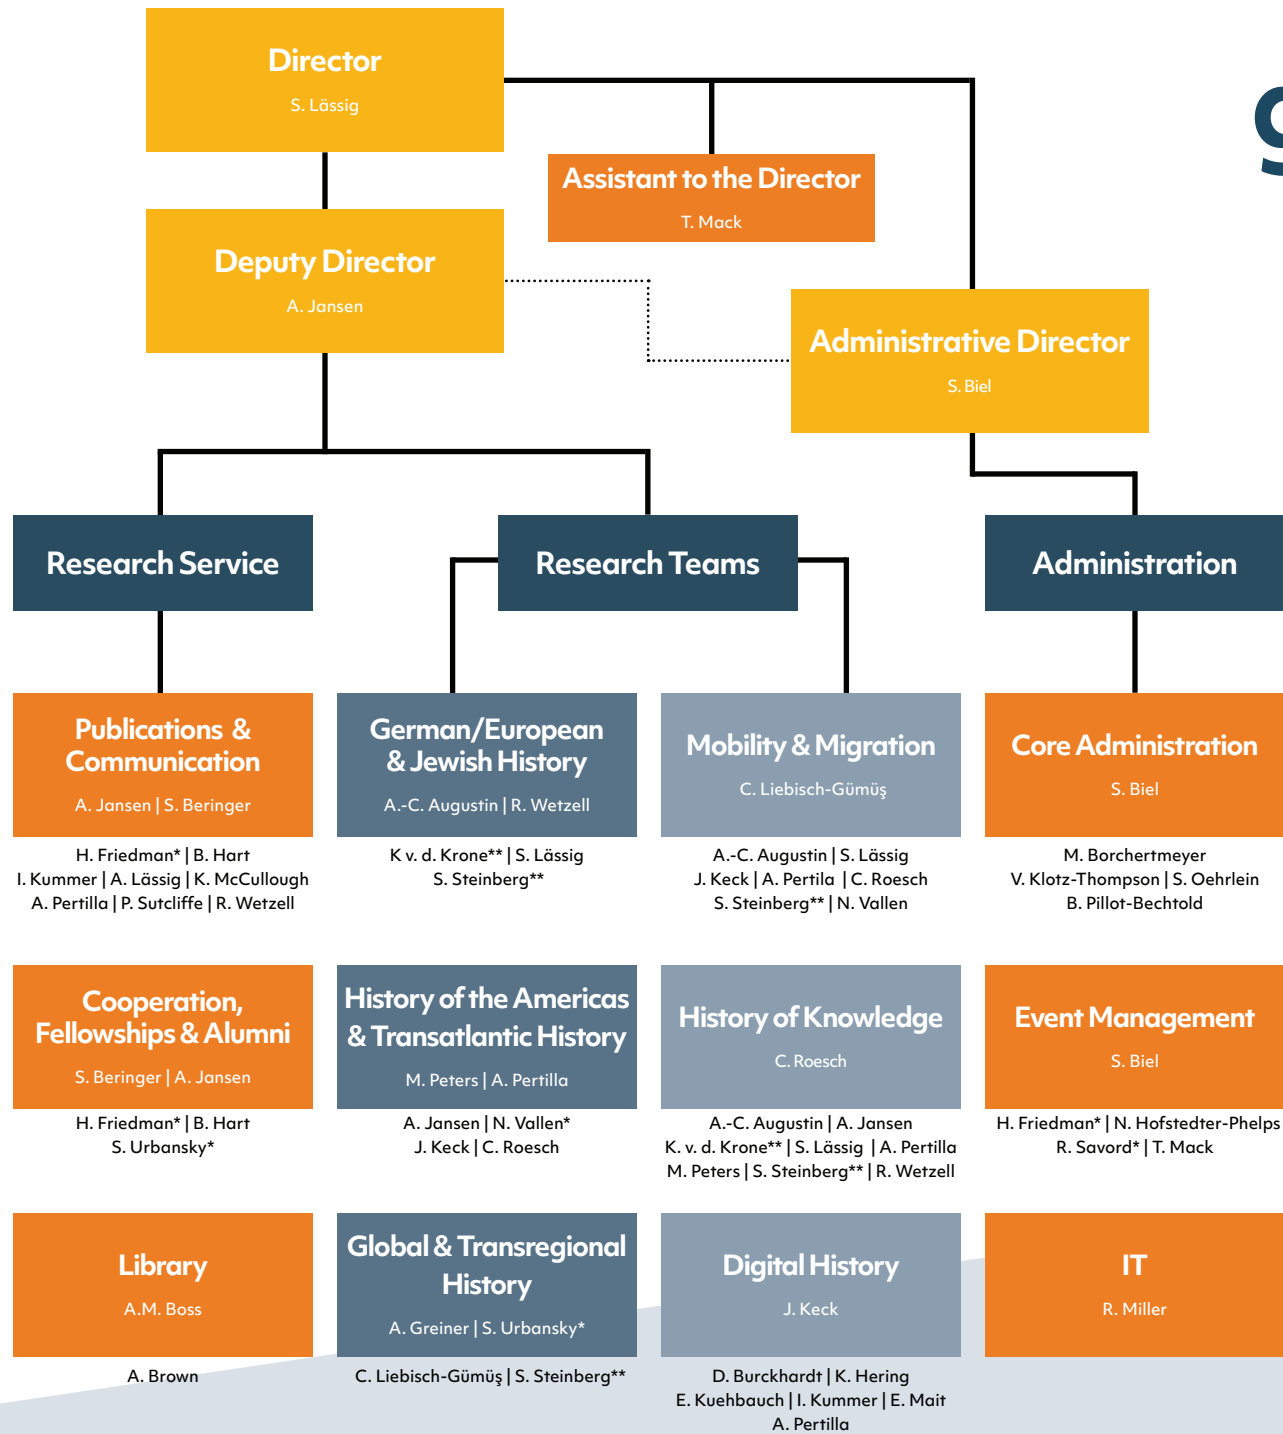 Director
S. Lässig
Assistant to the Director
T. Mack
Deputy Director
A. Jansen
Administrative Director
S. Biel
Research Service
Research Teams
Administration
Publications & 
Communication
A. Jansen | S. Beringer
H. Friedman* | B. Hart
I. Kummer | A. Lässig | K. McCullough
A. Pertilla | P. Sutcliffe | R. Wetzell
German/European
& Jewish History
A.-C. Augustin | R. Wetzell
K v. d. Krone** | S. Lässig
S. Steinberg**
Mobility & Migration
C. Liebisch-Gümüş
A.-C. Augustin | S. Lässig
J. Keck | A. Pertila | C. Roesch
S. Steinberg** | N. Vallen
Core Administration
S. Biel
M. Borchertmeyer
V. Klotz-Thompson | S. Oehrlein
B. Pillot-Bechtold
Cooperation,
Fellowships & Alumni
S. Beringer | A. Jansen
H. Friedman* | B. Hart
S. Urbansky*
History of the Americas
& Transatlantic History
M. Peters | A. Pertilla
A. Jansen | N. Vallen*
J. Keck | C. Roesch
History of Knowledge
C. Roesch
A.-C. Augustin | A. Jansen
K. v. d. Krone** | S. Lässig | A. Pertilla
M. Peters | S. Steinberg** | R. Wetzell
Event Management
S. Biel
H. Friedman* | N. Hofstedter-Phelps
R. Savord* | T. Mack
Library
A.M. Boss
A. Brown
Global & Transregional
History
A. Greiner | S. Urbansky*
C. Liebisch-Gümüş | S. Steinberg**
Digital History
J. Keck
D. Burckhardt | K. Hering
E. Kuehbauch | I. Kummer | E. Mait
A. Pertilla
IT
R. Miller